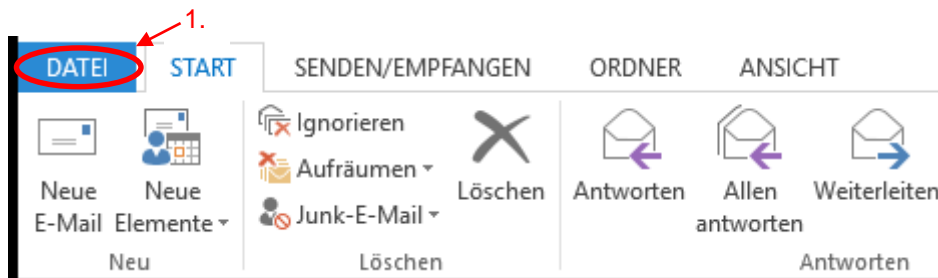 1.
DATEI START SENDEN/EMPFANGEN ORDNER ANSICHT
Ignorieren
Aufräumen
Junk-E-Mail
Neue
E-Mail
Neue
Elemente
Löschen
Antworten
Allen
antworten
Weiterleiten
Neu Löschen Antworten